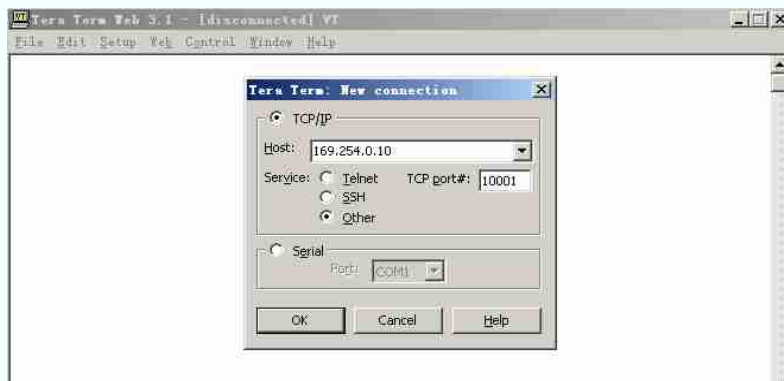 Tera Term Web 3.1 - [disconnected] VT
File Edit Setup Web Control Window Help
Tera Term: New connection
TCP/IP
Host: 169.254.0.10
Service: Telnet TCP port#: 10001
SSH
Other
Serial
Port: COM1
OK Cancel Help